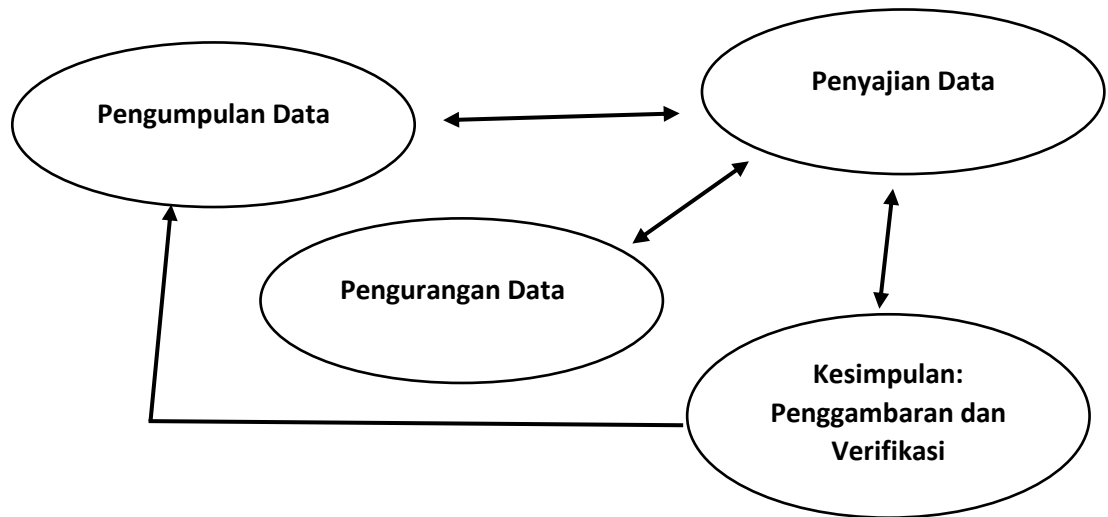 Pengumpulan Data
Penyajian Data
Pengurangan Data
Kesimpulan:
Penggambaran dan
Verifikasi